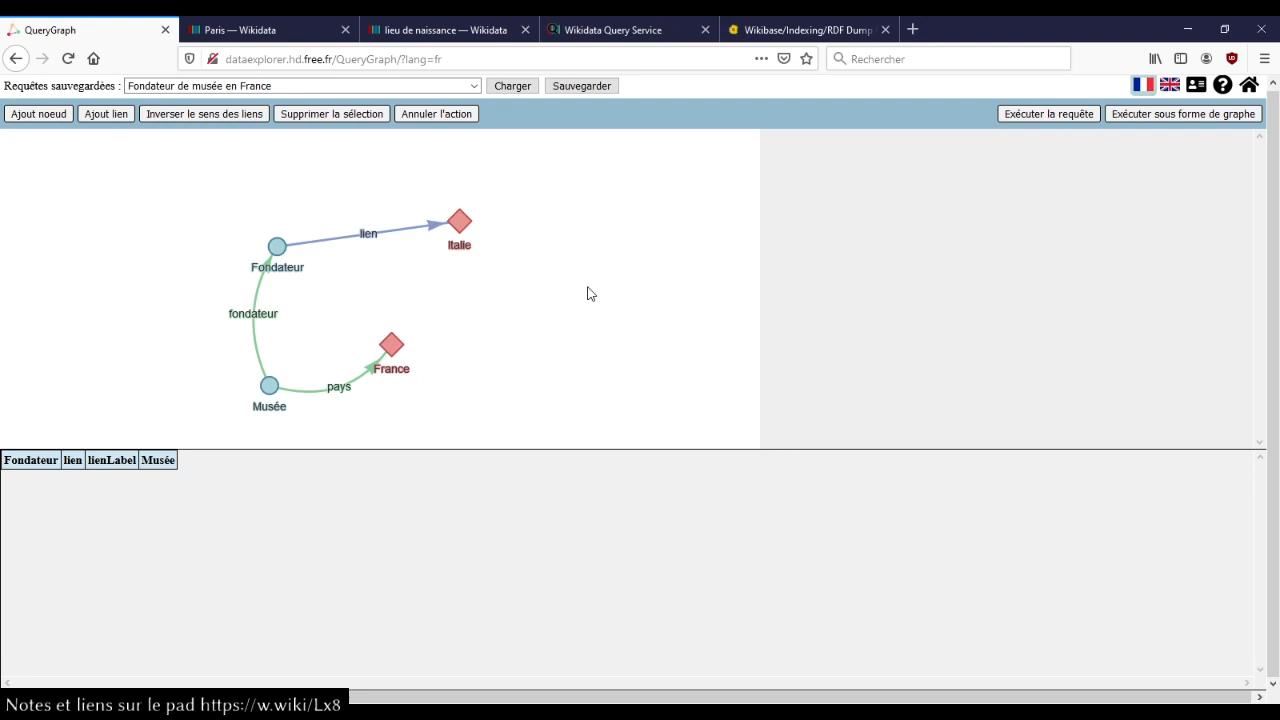 QueryGraph
Paris — Wikidata
lieu de naissance — Wikidata
Wikidata Query Service
Wikibase/Indexing/RDF Dump
dataexplorer.hd.free.fr/QueryGraph/?lang=fr
Rechercher
Requêtes sauvegardées : Fondateur de musée en France
Charger
Sauvegarder
Ajout noeud
Ajout lien
Inverser le sens des liens
Supprimer la sélection
Annuler l'action
Exécuter la requête
Exécuter sous forme de graphe
lien
Italie
Fondateur
fondateur
France
pays
Musée
Fondateur lien lienLabel Musée
Notes et liens sur le pad https://w.wiki/Lx8